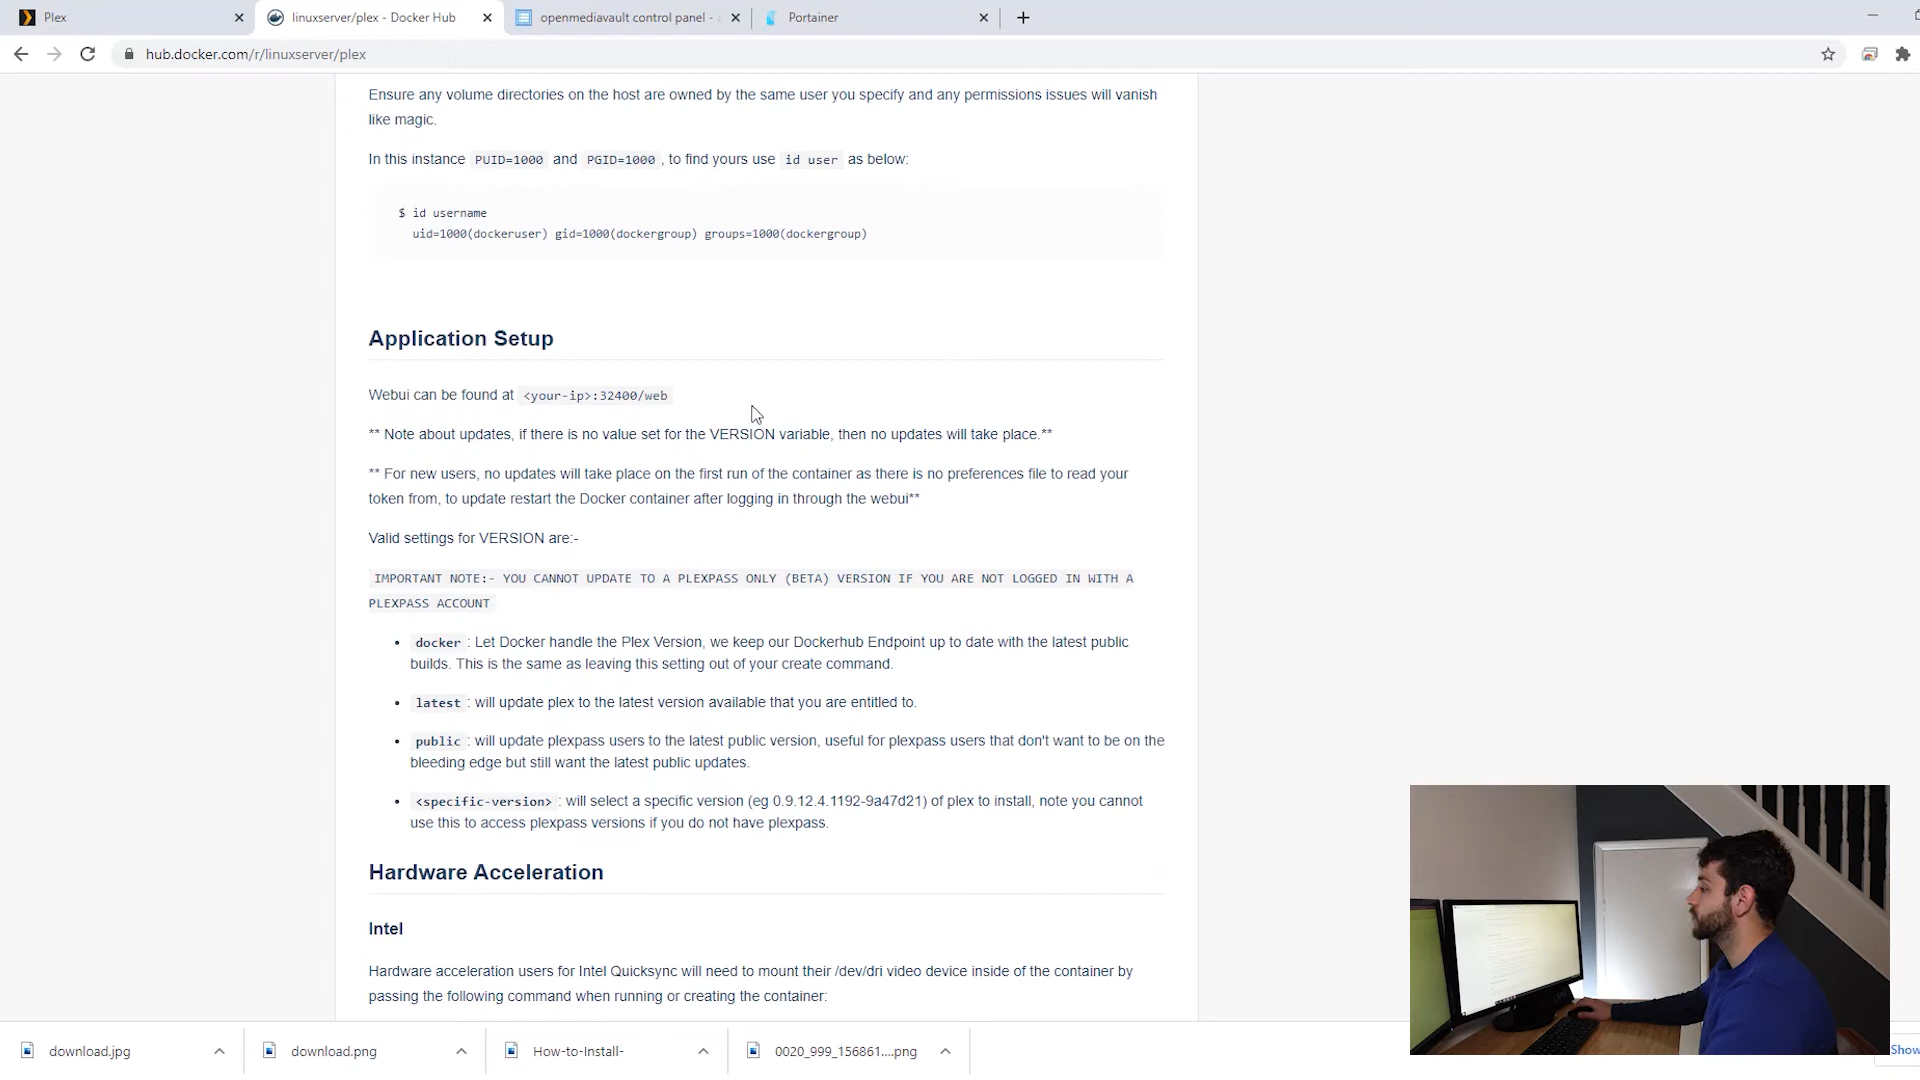 Plex
linuxserver/plex - Docker Hub
openmediavault control panel -
Portainer
hub.docker.com/r/linuxserver/plex
Ensure any volume directories on the host are owned by the same user you specify and any permissions issues will vanish
like magic.
In this instance PUID=1000 and PGID=1000 , to find yours use id user as below:
$ id username
uid=1000(dockeruser) gid=1000(dockergroup) groups=1000(dockergroup)
Application Setup
Webui can be found at <your-ip>:32400/web
** Note about updates, if there is no value set for the VERSION variable, then no updates will take place.**
** For new users, no updates will take place on the first run of the container as there is no preferences file to read your
token from, to update restart the Docker container after logging in through the webui**
Valid settings for VERSION are:-
IMPORTANT NOTE:- YOU CANNOT UPDATE TO A PLEXPASS ONLY (BETA) VERSION IF YOU ARE NOT LOGGED IN WITH A
PLEXPASS ACCOUNT
• docker : Let Docker handle the Plex Version, we keep our Dockerhub Endpoint up to date with the latest public
builds. This is the same as leaving this setting out of your create command.
• latest : will update plex to the latest version available that you are entitled to.
• public : will update plexpass users to the latest public version, useful for plexpass users that don't want to be on the
bleeding edge but still want the latest public updates.
• <specific-version> : will select a specific version (eg 0.9.12.4.1192-9a47d21) of plex to install, note you cannot
use this to access plexpass versions if you do not have plexpass.
Hardware Acceleration
Intel
Hardware acceleration users for Intel Quicksync will need to mount their /dev/dri video device inside of the container by
passing the following command when running or creating the container:
download.jpg
download.png
How-to-Install-
0020_999_156861....png
Show